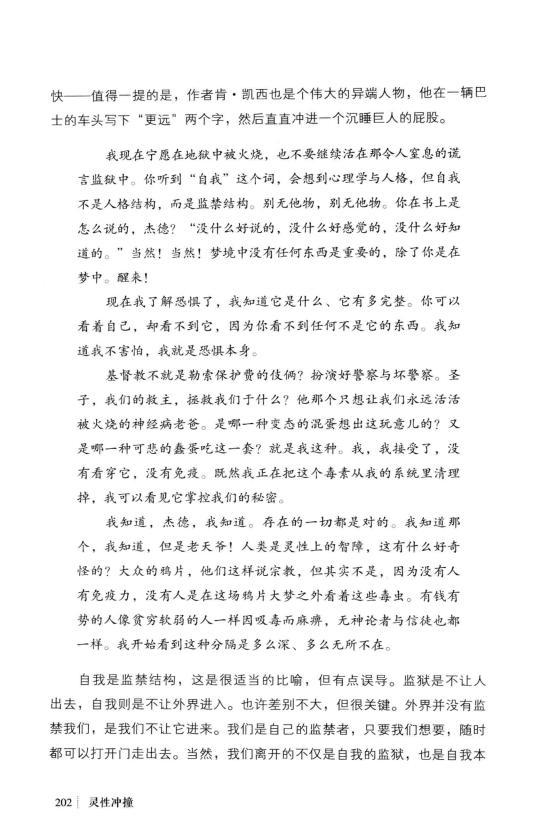 快——值得一提的是，作者肯·凯西也是个伟大的异端人物，他在一辆巴
士的车头写下“更远”两个字，然后直直冲进一个沉睡巨人的屁股。
我现在宁愿在地狱中被火烧，也不要继续活在那令人窒息的谎
言监狱中。你听到“自我”这个词，会想到心理学与人格，但自我
不是人格结构，而是监禁结构。别无他物，别无他物。你在书上是
怎么说的，杰德？“没什么好说的，没什么好感觉的，没什么好知
道的。”当然！当然！梦境中没有任何东西是重要的，除了你是在
梦中。醒来！
现在我了解恐惧了，我知道它是什么、它有多完整。你可以
看着自己，却看不到它，因为你看不到任何不是它的东西。我知
道我不害怕，我就是恐惧本身。
基督教不就是勒索保护费的伎俩？扮演好警察与坏警察。圣
子，我们的救主，拯救我们于什么？他那个只想让我们永远活活
被火烧的神经病老爸。是哪一种变态的混蛋想出这玩意儿的？又
是哪一种可悲的蠢蛋吃这一套？就是我这种。我，我接受了，没
有看穿它，没有免疫。既然我正在把这个毒素从我的系统里清理
掉，我可以看见它掌控我们的秘密。
我知道，杰德，我知道。存在的一切都是对的。我知道那
个，我知道，但是老天爷！人类是灵性上的智障，这有什么好奇
怪的？大众的鸦片，他们这样说宗教，但其实不是，因为没有人
有免疫力，没有人是在这场鸦片大梦之外看着这些毒虫。有钱有
势的人像贫穷软弱的人一样因吸毒而麻痹，无神论者与信徒也都
一样。我开始看到这种分隔是多么深、多么无所不在。
自我是监禁结构，这是很适当的比喻，但有点误导。监狱是不让人
出去，自我则是不让外界进入。也许差别不大，但很关键。外界并没有监
禁我们，是我们不让它进来。我们是自己的监禁者，只要我们想要，随时
都可以打开门走出去。当然，我们离开的不仅是自我的监狱，也是自我本
202 灵性冲撞